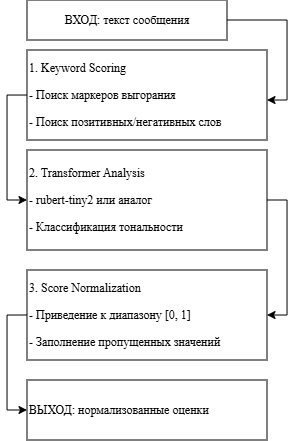 ВХОД: текст сообщения
1. Keyword Scoring
- Поиск маркеров выгорания
- Поиск позитивных/негативных слов
2. Transformer Analysis
- rubert-tiny2 или аналог
- Классификация тональности
3. Score Normalization
- Приведение к диапазону [0, 1]
- Заполнение пропущенных значений
ВЫХОД: нормализованные оценки